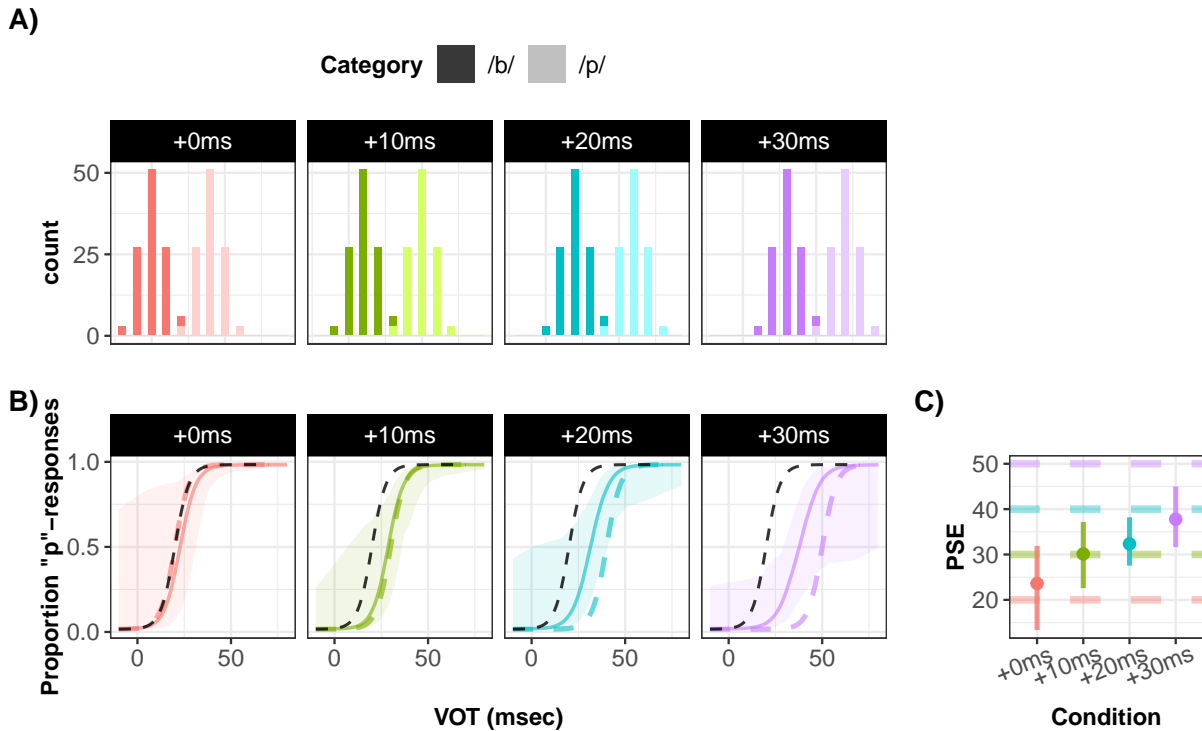 A)
Category /b/ /p/
+0ms +10ms +20ms +30ms
count
50
25
0
B)
+0ms +10ms +20ms +30ms
Proportion "p"−responses
1.0
0.5
0.0
0 50 0 50 0 50 0 50
VOT (msec)
C)
PSE
50
40
30
20
+0ms +10ms +20ms +30ms
Condition